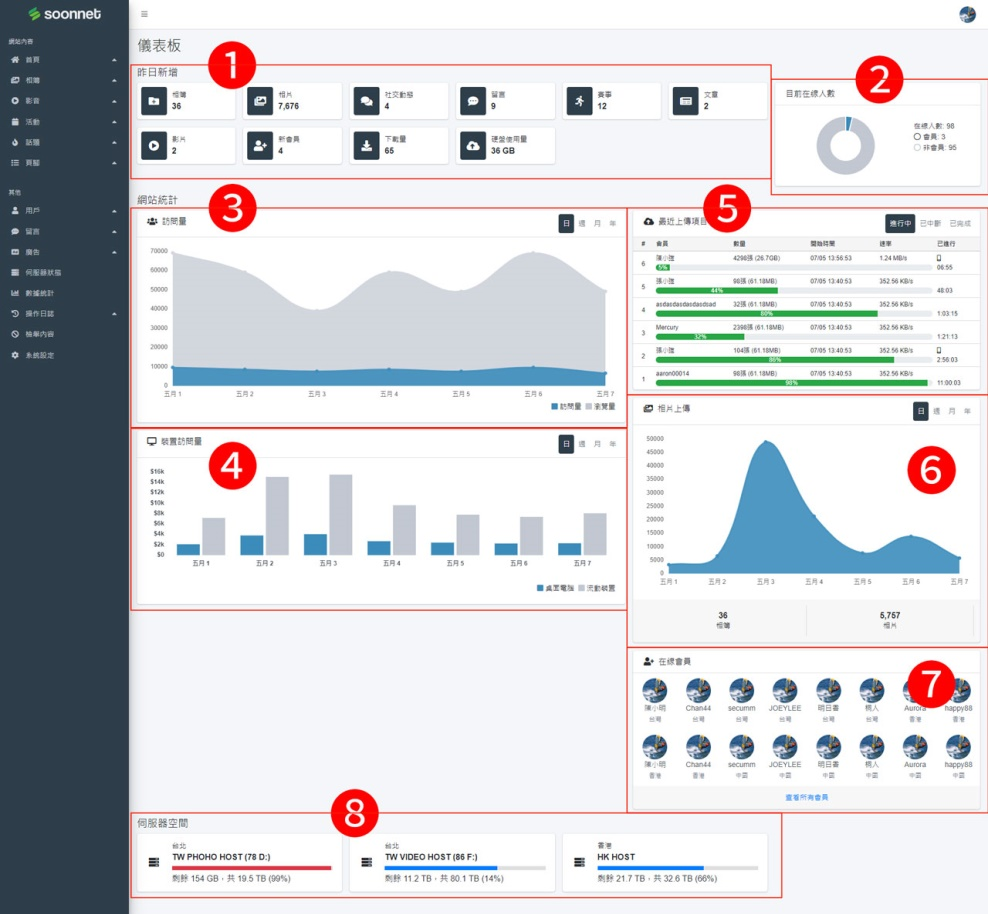 soonnet
網站內容
首頁
相簿
影音
活動
話題
頁腳
其他
用戶
留言
廣告
伺服器狀態
數據統計
操作日誌
檢舉內容
系統設定
儀表板
1
昨日新增
相簿
36
相片
7,676
社交動態
4
留言
9
賽事
12
文章
2
影片
2
新會員
4
下載量
65
硬盤使用量
36 GB
2
目前在線人數
在線人數: 98
會員: 3
非會員: 95
網站統計
3
訪問量
日 週 月 年
70000
60000
50000
40000
30000
20000
10000
0
五月 1 五月 2 五月 3 五月 4 五月 5 五月 6 五月 7
訪問量 瀏覽量
4
裝置訪問量
日 週 月 年
$16k
$14k
$12k
$10k
$8k
$6k
$4k
$2k
$0
五月 1 五月 2 五月 3 五月 4 五月 5 五月 6 五月 7
桌面電腦 流動裝置
5
最近上傳項目
進行中 已中斷 已完成
# 會員 數量 開始時間 速率 已進行
6 陳小雄 4298張 (26.7GB) 07/05 13:56:53 1.24 MB/s 06:55
5%
5 張小雄 98張 (61.18MB) 07/05 13:40:53 352.56 KB/s 48:03
44%
4 asdasdasdasdsad 32張 (61.18MB) 07/05 13:40:53 352.56 KB/s 1:03:15
80%
3 Mercury 2398張 (61.18MB) 07/05 13:40:53 352.56 KB/s 1:21:13
32%
2 張小雄 104張 (61.18MB) 07/05 13:40:53 352.56 KB/s 2:56:03
86%
1 aaron00014 98張 (61.18MB) 07/05 13:40:53 352.56 KB/s 11:00:03
98%
6
相片上傳
日 週 月 年
50000
45000
40000
35000
30000
25000
20000
15000
10000
5000
0
五月 1 五月 2 五月 3 五月 4 五月 5 五月 6 五月 7
36
相簿
5,757
相片
7
在線會員
陳小明 Chan44 secumm JOEYLEE 明日書 桐人 Aurora happy88
台灣 台灣 台灣 台灣 台灣 台灣 香港 香港
陳小明 Chan44 secumm JOEYLEE 明日書 桐人 Aurora happy88
香港 香港 中國 中國 中國 中國 中國 中國
查看所有會員
8
伺服器空間
台北
TW PHOHO HOST (78 D:)
剩餘 154 GB，共 19.5 TB (99%)
台北
TW VIDEO HOST (86 F:)
剩餘 11.2 TB，共 80.1 TB (14%)
香港
HK HOST
剩餘 21.7 TB，共 32.6 TB (66%)